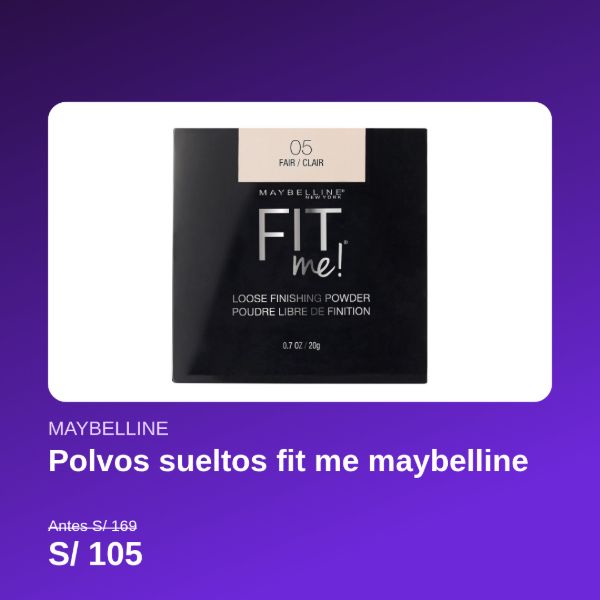 05
FAIR / CLAIR
MAYBELLINE®
NEW YORK
FIT
me!®
LOOSE FINISHING POWDER
POUDRE LIBRE DE FINITION
0.7 OZ / 20g
MAYBELLINE
Polvos sueltos fit me maybelline
Antes S/ 169
S/ 105